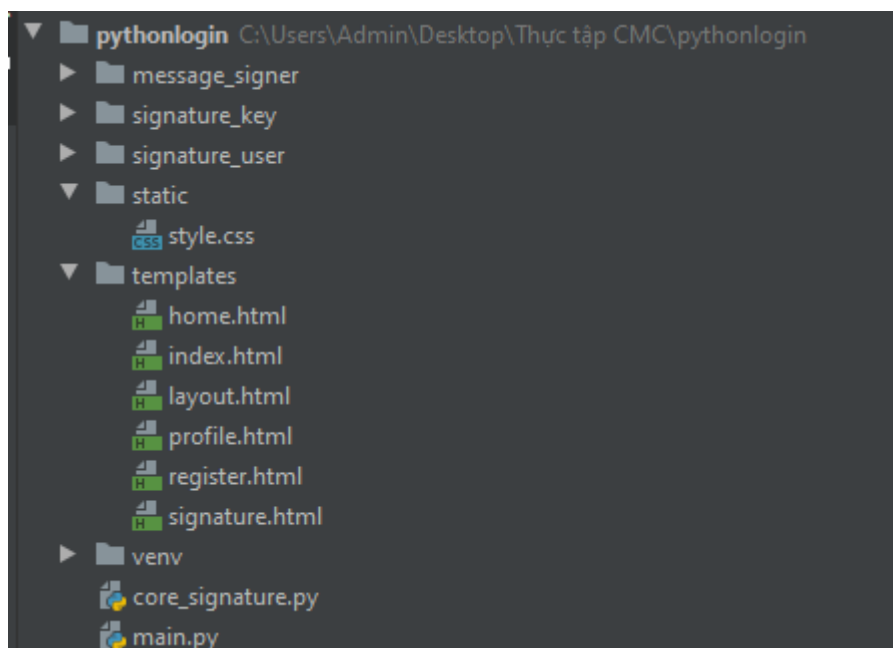 pythonlogin C:\Users\Admin\Desktop\Thực tập CMC\pythonlogin
message_signer
signature_key
signature_user
static
CSS style.css
templates
H home.html
H index.html
H layout.html
H profile.html
H register.html
H signature.html
venv
core_signature.py
main.py